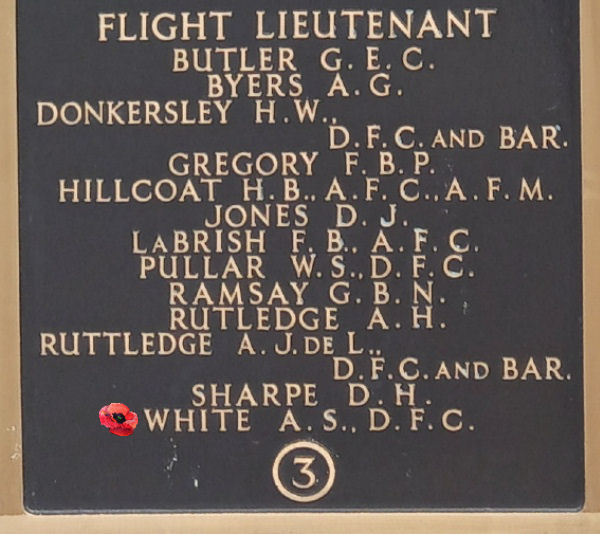 FLIGHT LIEUTENANT
BUTLER G. E. C.
BYERS A. G.
DONKERSLEY H. W.,
D. F. C. AND BAR.
GREGORY F. B. P.
HILLCOAT H. B., A. F. C., A. F. M.
JONES D. J.
LaBRISH F. B., A. F. C.
PULLAR W. S., D. F. C.
RAMSAY G. B. N.
RUTLEDGE A. H.
RUTTLEDGE A. J. DE L.,
D. F. C. AND BAR.
SHARPE D. H.
WHITE A. S., D. F. C.
3